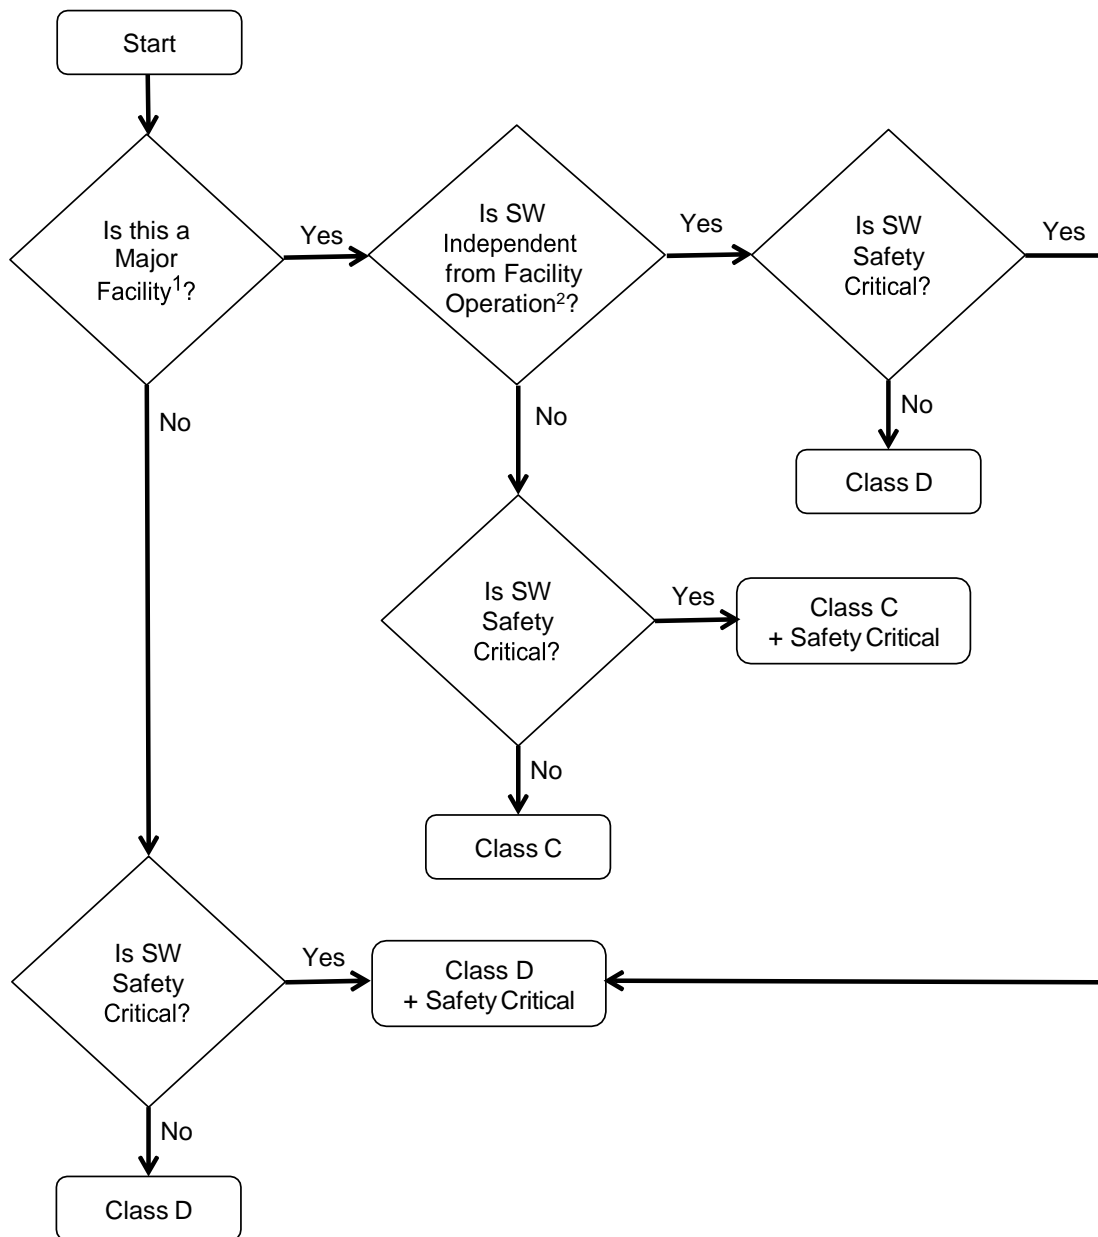 Start
Is this a
Major
Facility1?
Yes
Is SW
Independent
from Facility
Operation2?
Yes
Is SW
Safety
Critical?
Yes
No
No
No
Class D
Is SW
Safety
Critical?
Yes
Class C
+ Safety Critical
No
Class C
Is SW
Safety
Critical?
Yes
Class D
+ Safety Critical
No
Class D